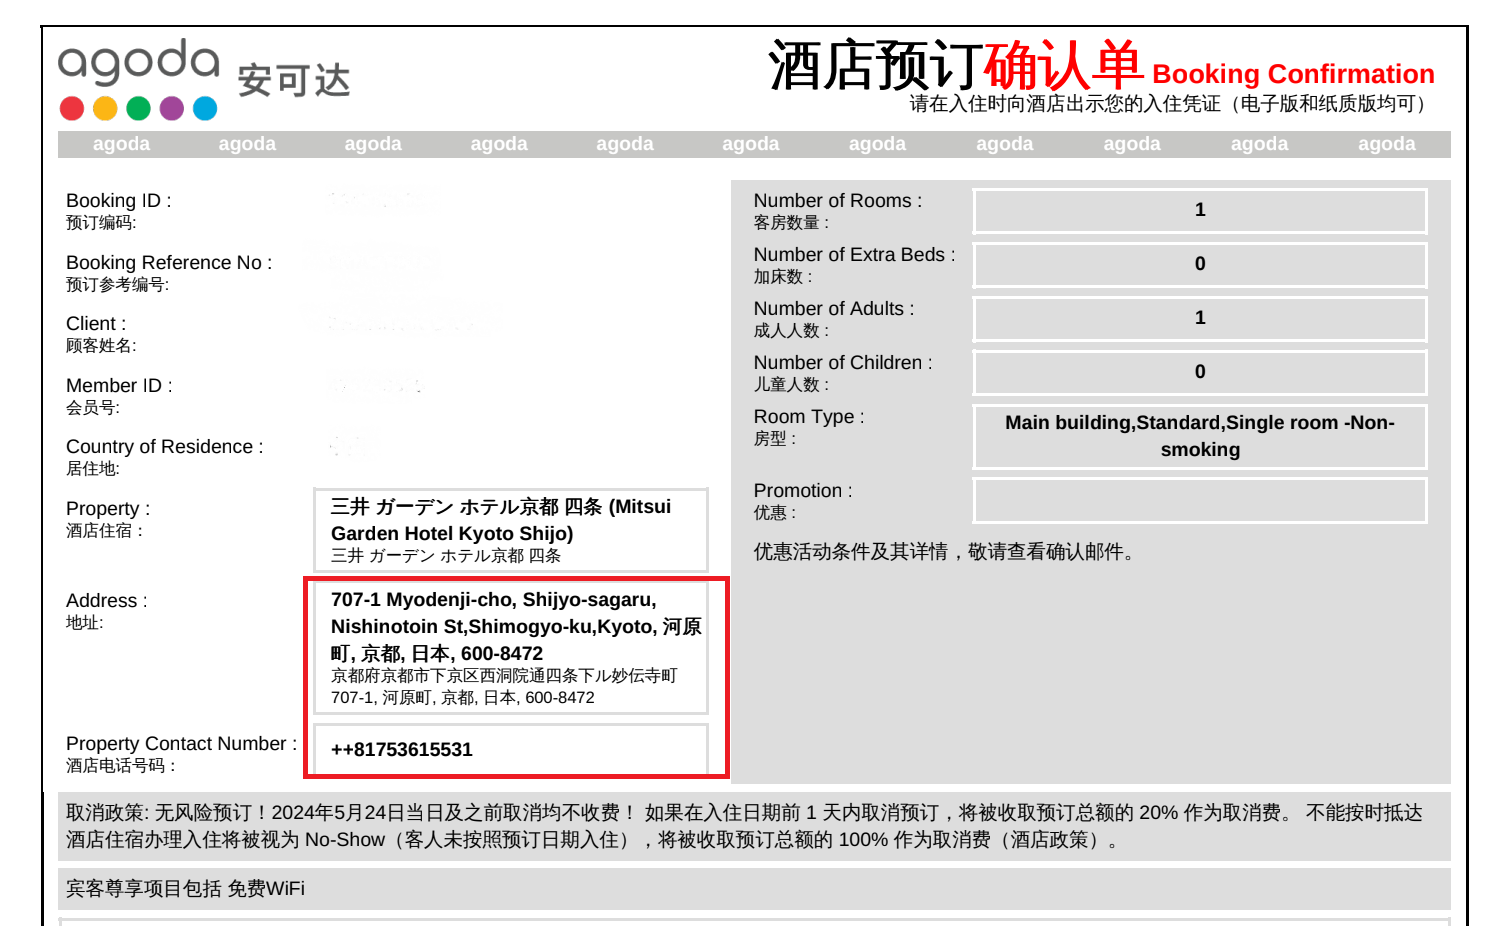 agoda 安可达
酒店预订确认单 Booking Confirmation
请在入住时向酒店出示您的入住凭证（电子版和纸质版均可）
agoda agoda agoda agoda agoda agoda agoda agoda agoda agoda agoda
Booking ID :
预订编码:
Booking Reference No :
预订参考编号:
Client :
顾客姓名:
Member ID :
会员号:
Country of Residence :
居住地:
Property :
酒店住宿：
三井 ガーデン ホテル京都 四条 (Mitsui
Garden Hotel Kyoto Shijo)
三井 ガーデン ホテル京都 四条
Address :
地址:
707-1 Myodenji-cho, Shijyo-sagaru,
Nishinotoin St,Shimogyo-ku,Kyoto, 河原
町, 京都, 日本, 600-8472
京都府京都市下京区西洞院通四条下ル妙伝寺町
707-1, 河原町, 京都, 日本, 600-8472
Property Contact Number :
酒店电话号码：
++81753615531
Number of Rooms :
客房数量 :
1
Number of Extra Beds :
加床数 :
0
Number of Adults :
成人人数 :
1
Number of Children :
儿童人数 :
0
Room Type :
房型 :
Main building,Standard,Single room -Non-
smoking
Promotion :
优惠 :
优惠活动条件及其详情，敬请查看确认邮件。
取消政策: 无风险预订！2024年5月24日当日及之前取消均不收费！ 如果在入住日期前 1 天内取消预订，将被收取预订总额的 20% 作为取消费。 不能按时抵达
酒店住宿办理入住将被视为 No-Show（客人未按照预订日期入住），将被收取预订总额的 100% 作为取消费（酒店政策）。
宾客尊享项目包括 免费WiFi